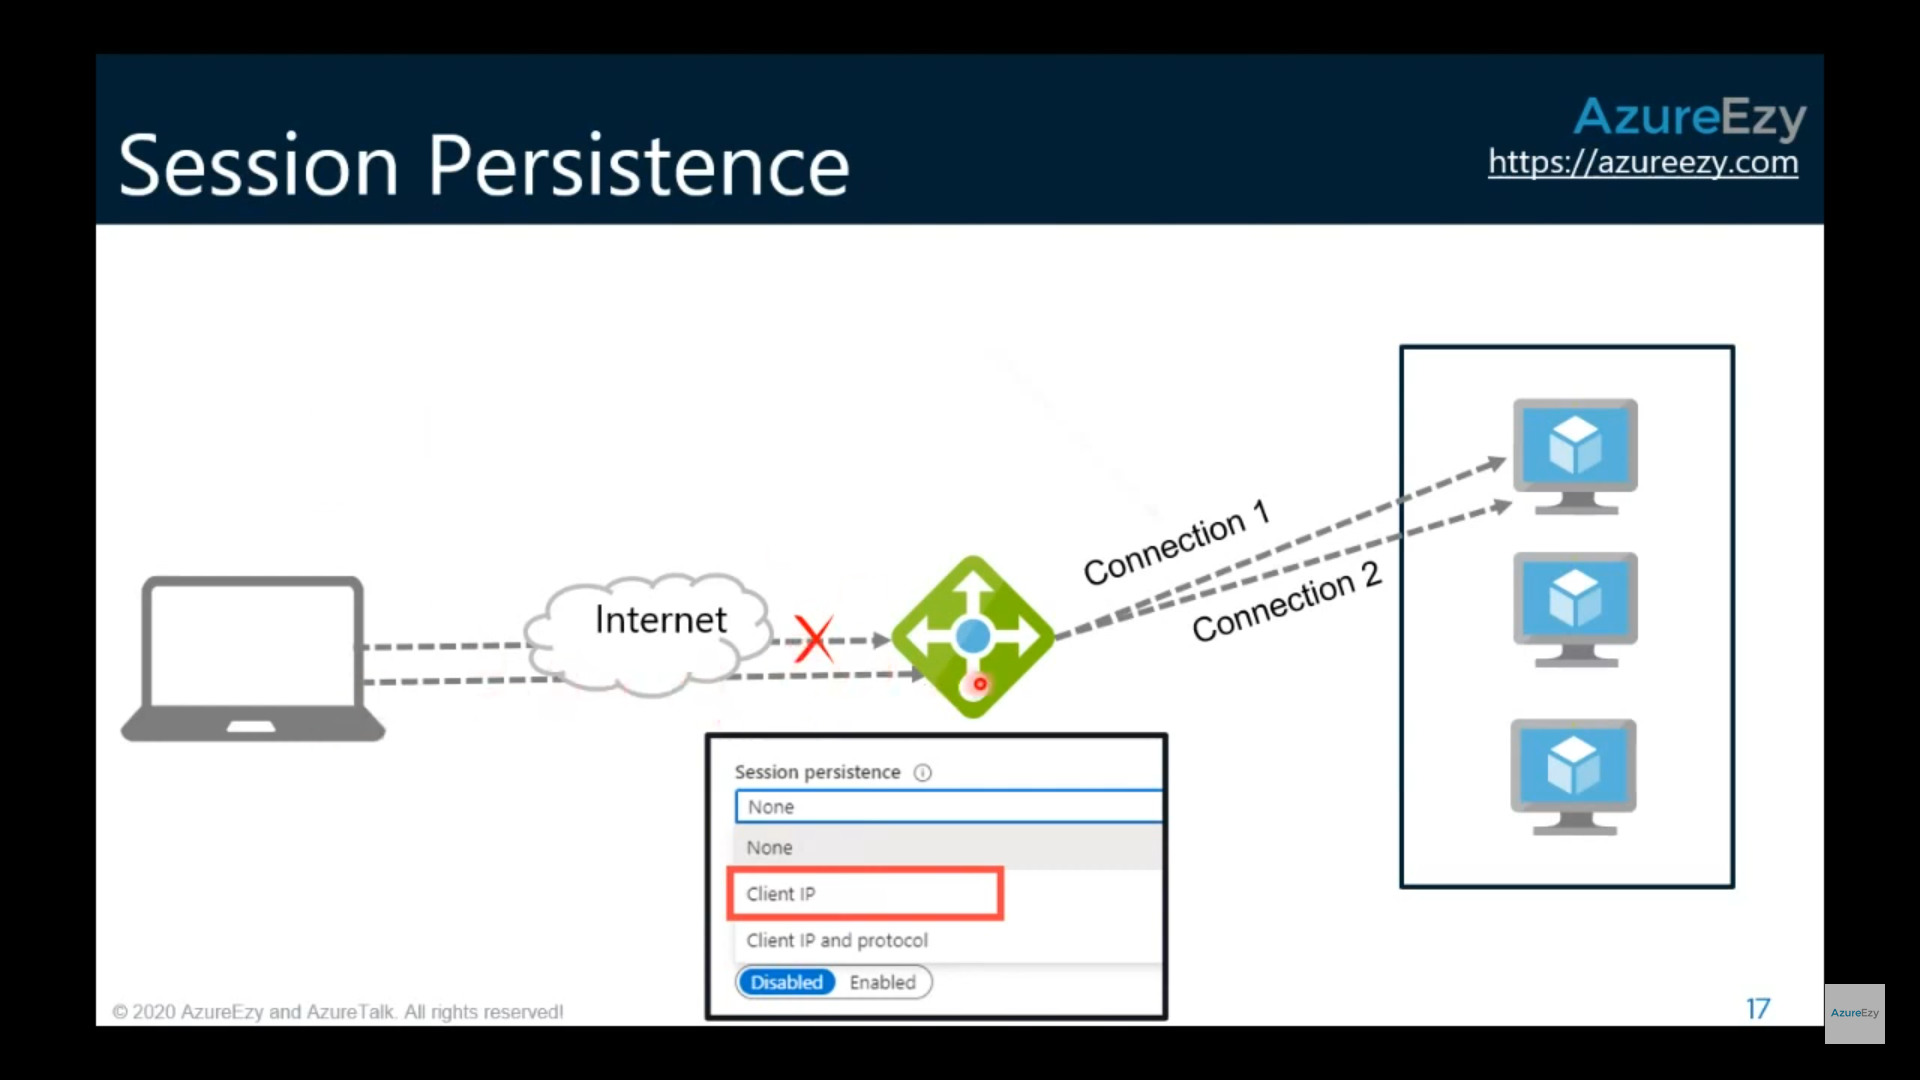 AzureEzy
https://azureezy.com
Session Persistence
Internet
Connection 1
Connection 2
Session persistence
None
None
Client IP
Client IP and protocol
Disabled Enabled
© 2020 AzureEzy and AzureTalk. All rights reserved!
17
AzureEzy